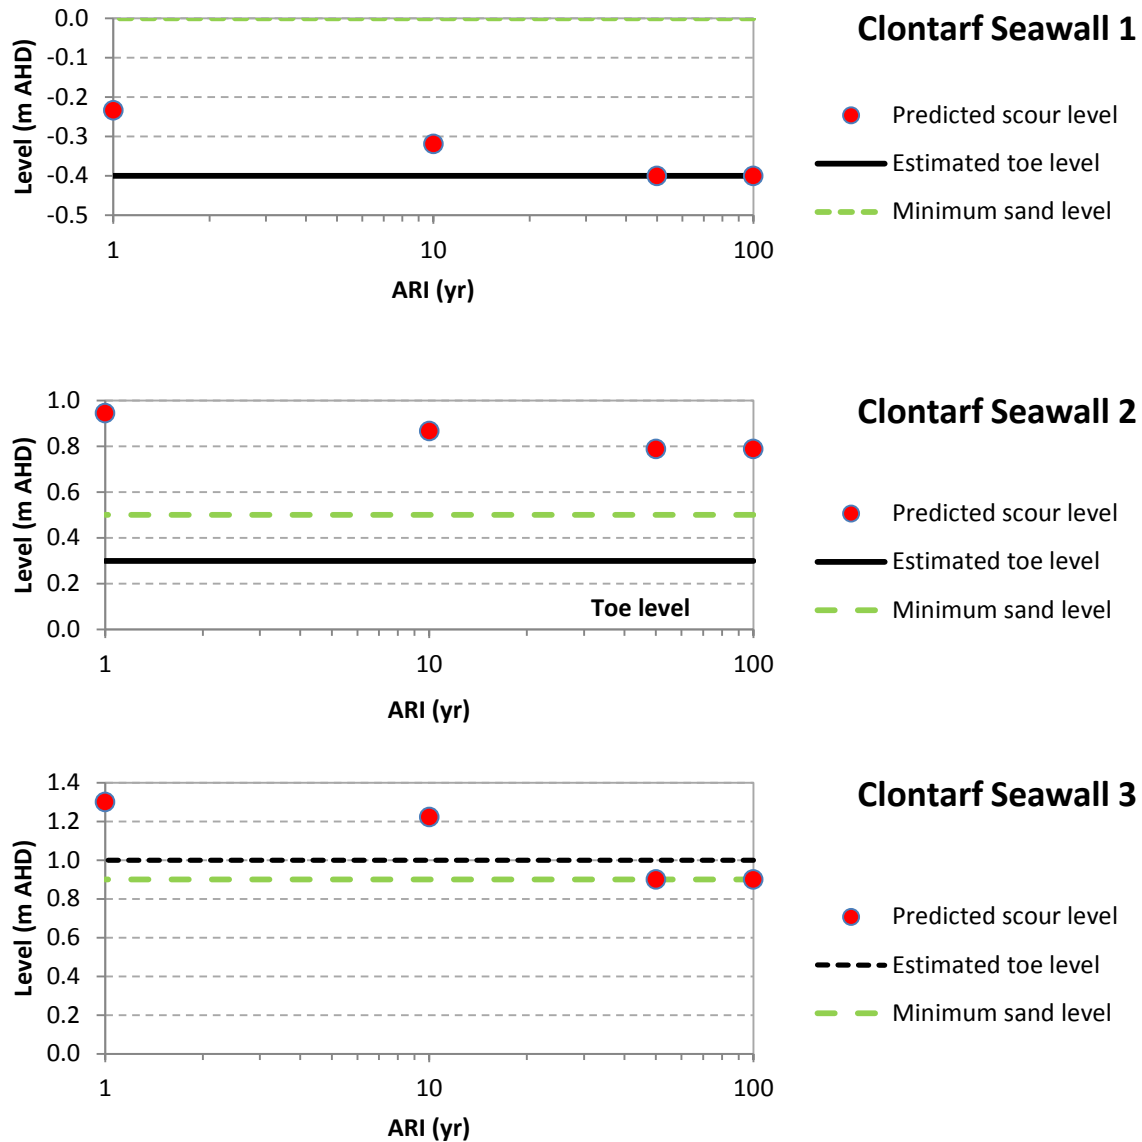 Clontarf Seawall 1
Level (m AHD)
0.0
-0.1
-0.2
-0.3
-0.4
-0.5
1 10 100
ARI (yr)
Predicted scour level
Estimated toe level
Minimum sand level
Clontarf Seawall 2
Level (m AHD)
1.0
0.8
0.6
0.4
0.2
0.0
Toe level
1 10 100
ARI (yr)
Predicted scour level
Estimated toe level
Minimum sand level
Clontarf Seawall 3
Level (m AHD)
1.4
1.2
1.0
0.8
0.6
0.4
0.2
0.0
1 10 100
ARI (yr)
Predicted scour level
Estimated toe level
Minimum sand level